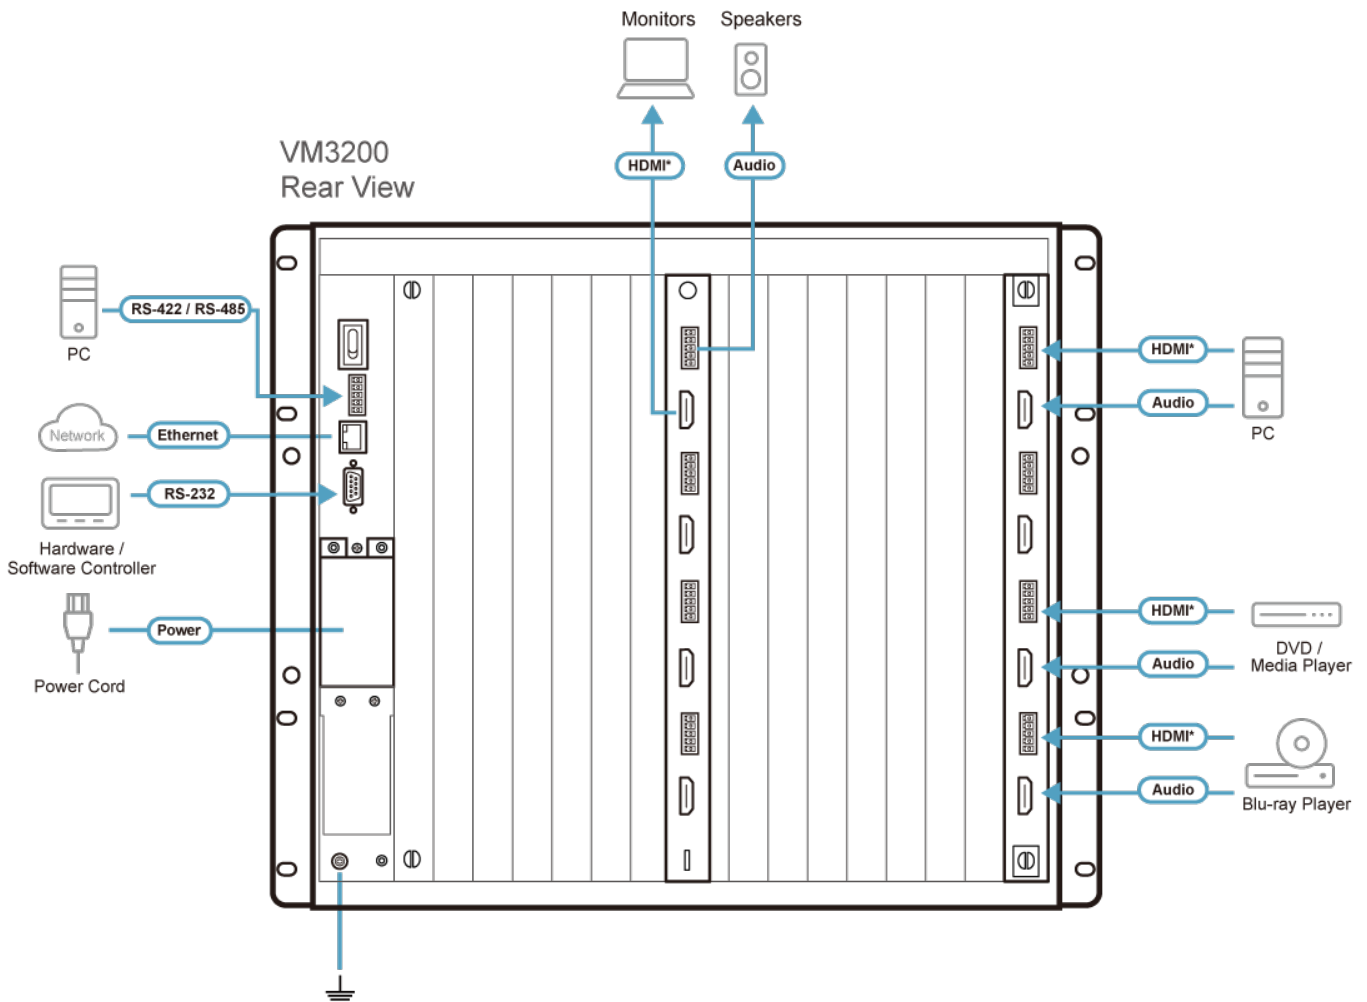 Monitors
Speakers
HDMI*
Audio
VM3200
Rear View
RS-422 / RS-485
PC
Network
Ethernet
RS-232
Hardware /
Software Controller
Power
Power Cord
HDMI*
Audio
PC
HDMI*
Audio
DVD /
Media Player
HDMI*
Audio
Blu-ray Player